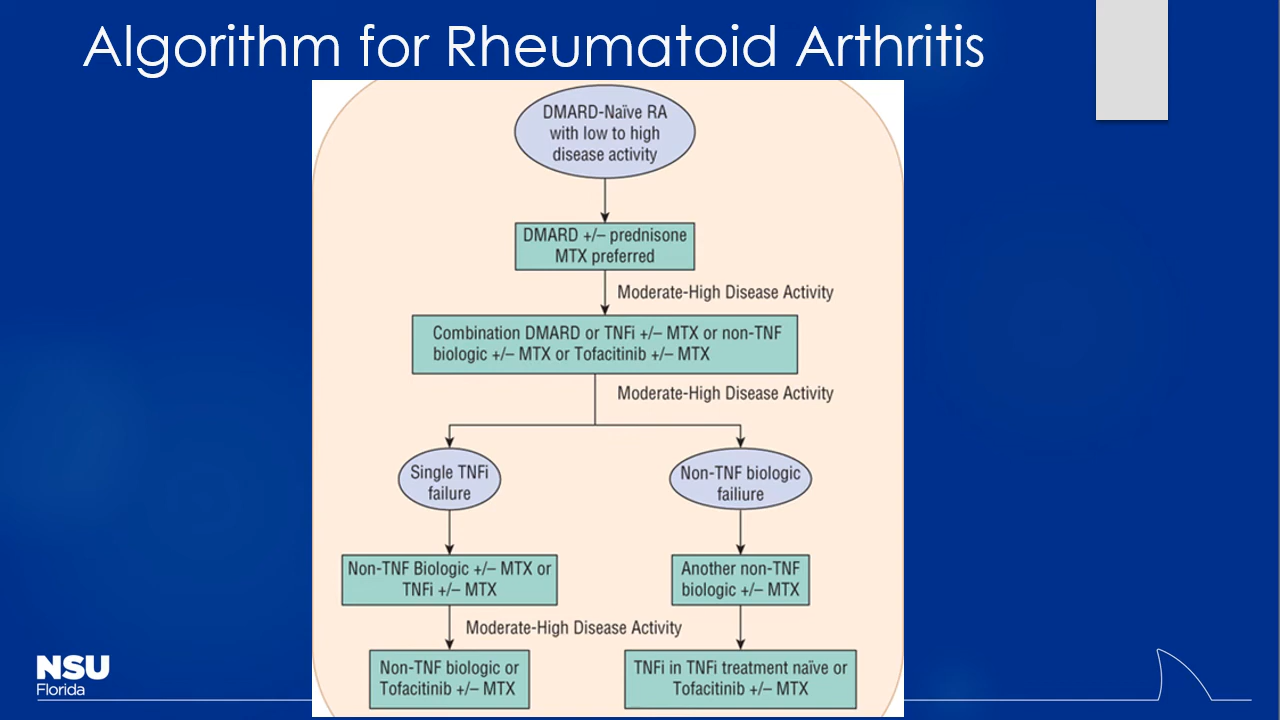 Algorithm for Rheumatoid Arthritis
DMARD-Naïve RA
with low to high
disease activity
DMARD +/– prednisone
MTX preferred
Moderate-High Disease Activity
Combination DMARD or TNFi +/– MTX or non-TNF
biologic +/– MTX or Tofacitinib +/– MTX
Moderate-High Disease Activity
Single TNFi
failure
Non-TNF biologic
failiure
Non-TNF Biologic +/– MTX or
TNFi +/– MTX
Another non-TNF
biologic +/– MTX
Moderate-High Disease Activity
Non-TNF biologic or
Tofacitinib +/– MTX
TNFi in TNFi treatment naïve or
Tofacitinib +/– MTX
NSU
Florida